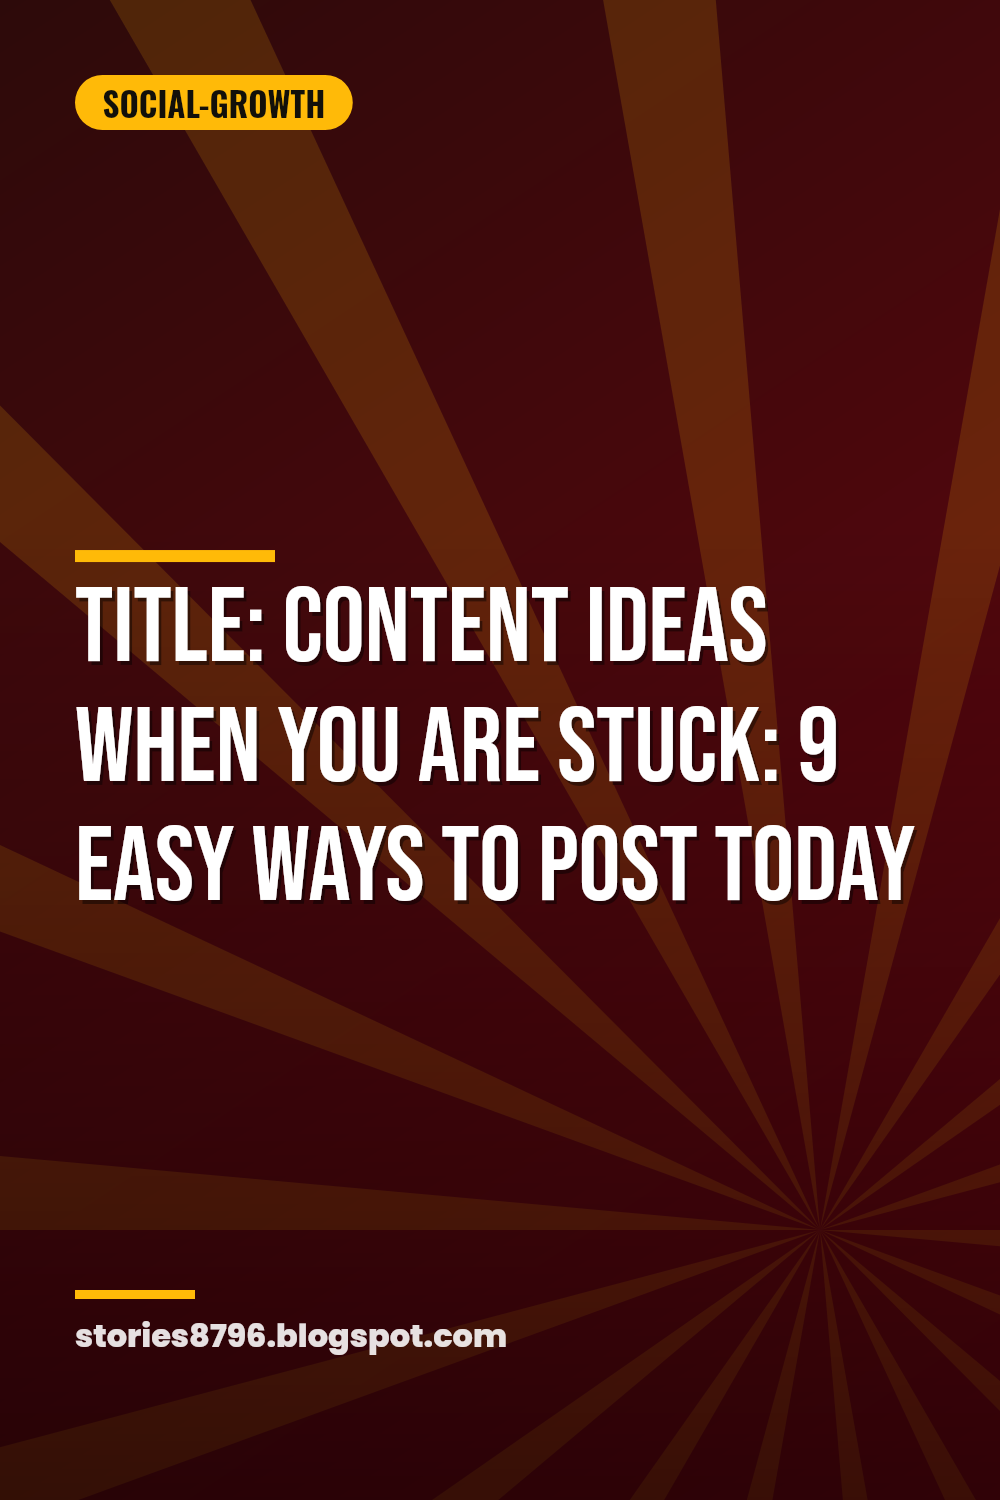 SOCIAL-GROWTH
TITLE: CONTENT IDEAS
WHEN YOU ARE STUCK: 9
EASY WAYS TO POST TODAY
stories8796.blogspot.com